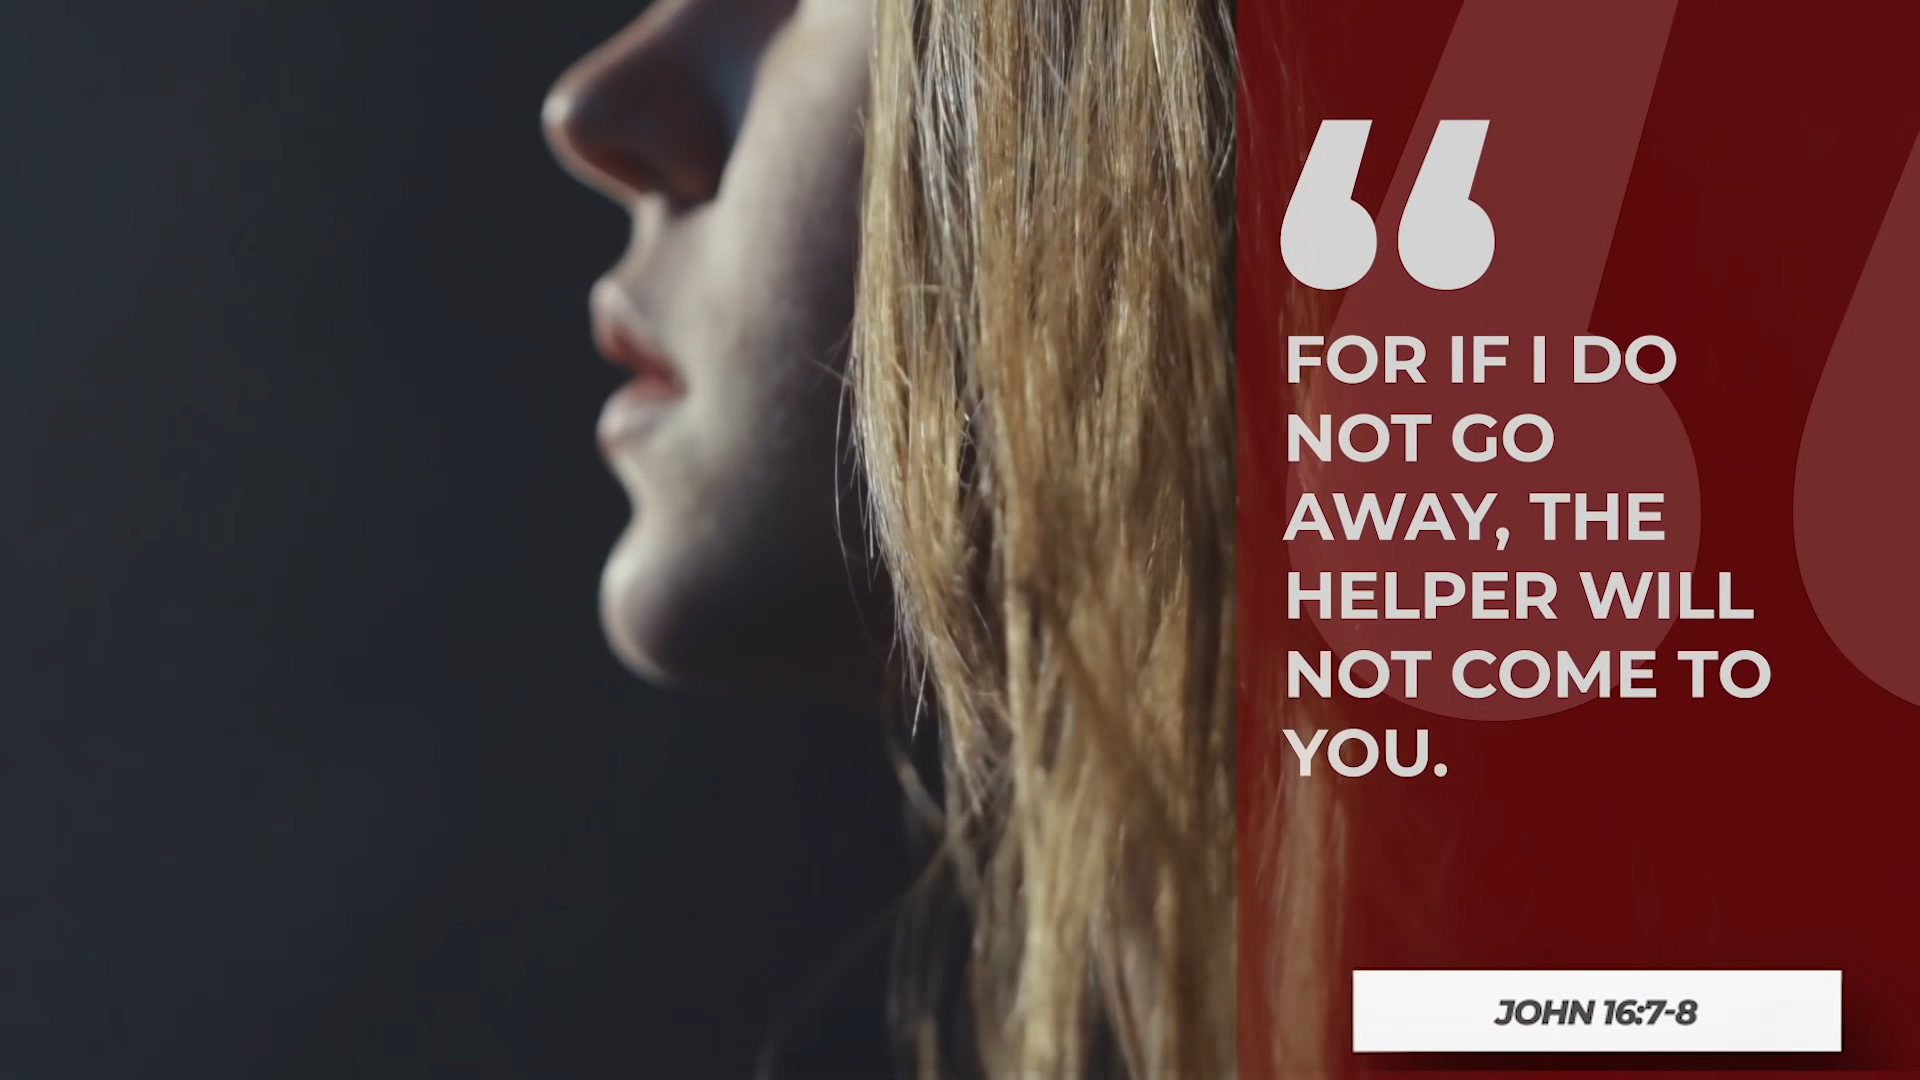 “
FOR IF I DO
NOT GO
AWAY, THE
HELPER WILL
NOT COME TO
YOU.
JOHN 16:7-8